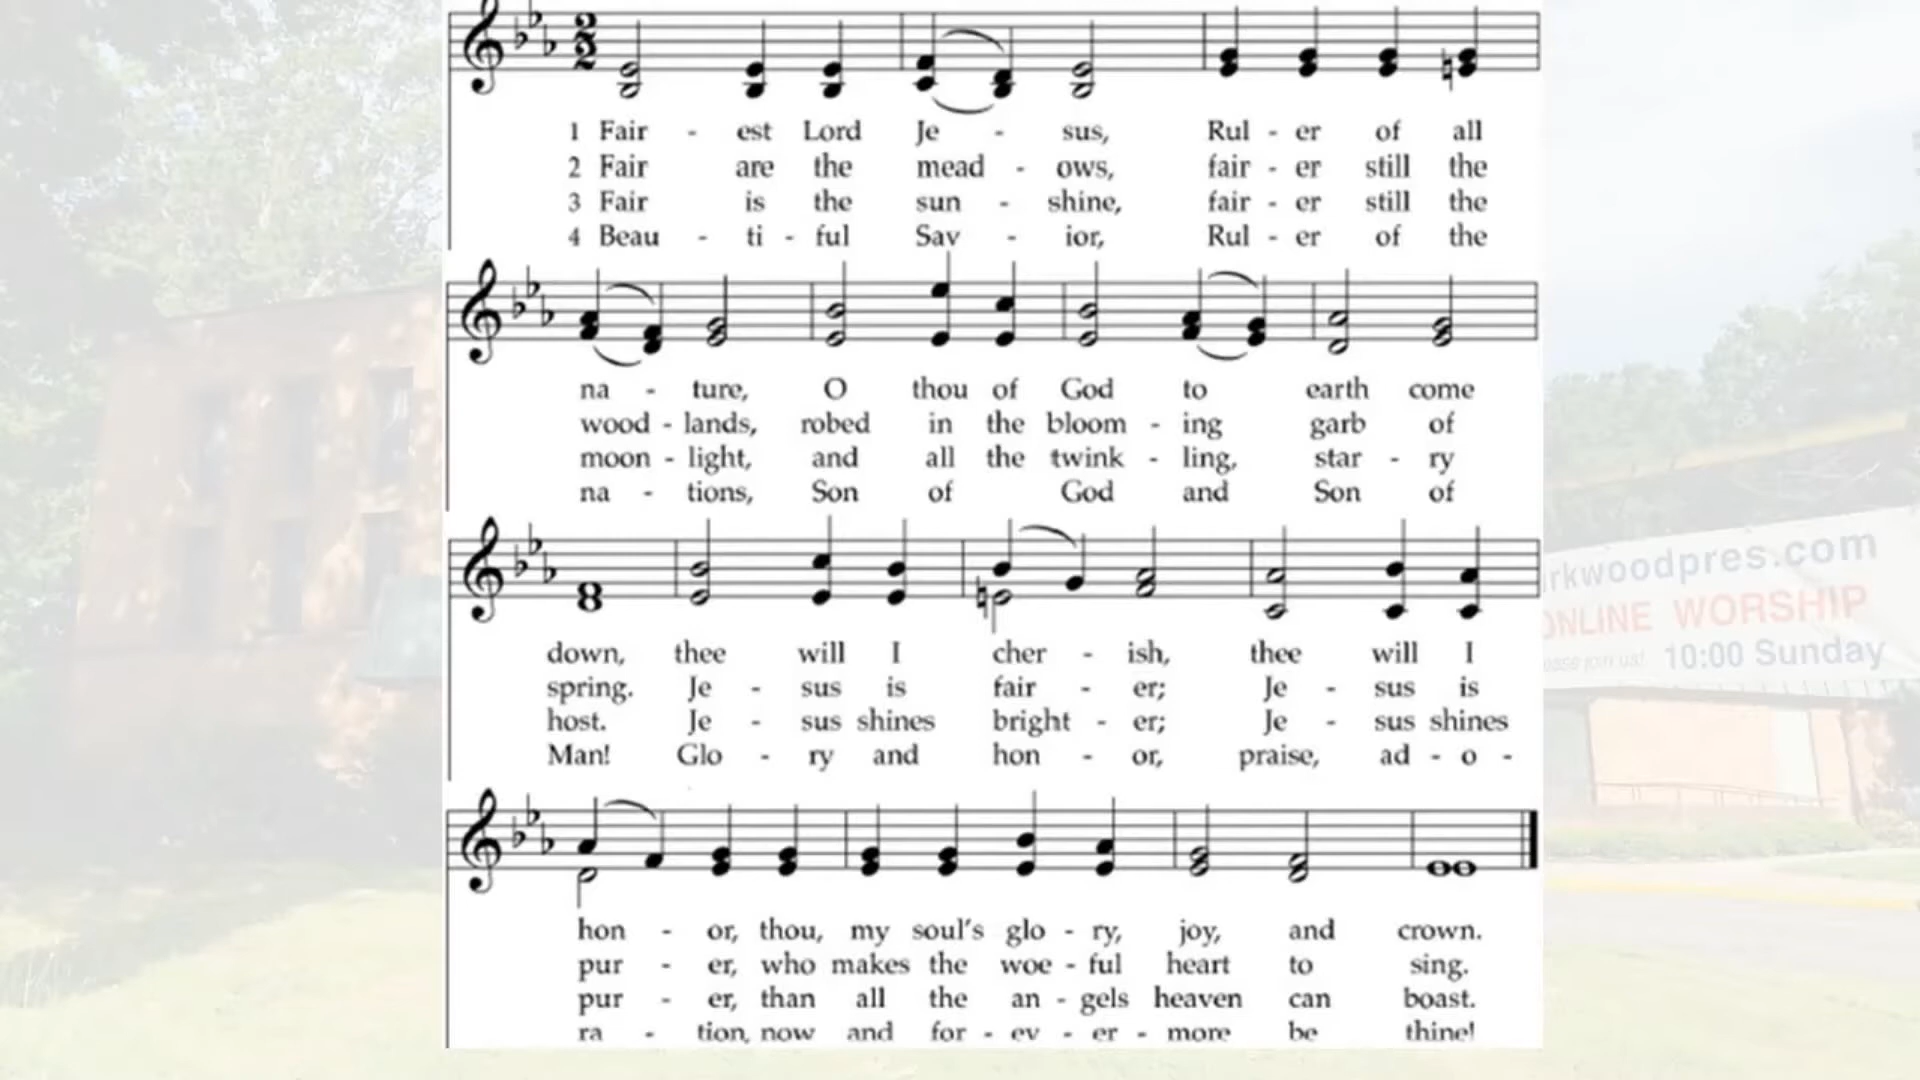 1 Fair - est Lord Je - sus, Rul - er of all
2 Fair are the mead - ows, fair - er still the
3 Fair is the sun - shine, fair - er still the
4 Beau - ti - ful Sav - ior, Rul - er of the
na - ture, O thou of God to earth come
wood - lands, robed in the bloom - ing garb of
moon - light, and all the twink - ling, star - ry
na - tions, Son of God and Son of
down, thee will I cher - ish, thee will I
spring. Je - sus is fair - er; Je - sus is
host. Je - sus shines bright - er; Je - sus shines
Man! Glo - ry and hon - or, praise, ad - o -
hon - or, thou, my soul's glo - ry, joy, and crown.
pur - er, who makes the woe - ful heart to sing.
pur - er, than all the an - gels heaven can boast.
ra - tion, now and for - ev - er - more be thine!
rkwoodpres.com
ONLINE WORSHIP
join us! 10:00 Sunday